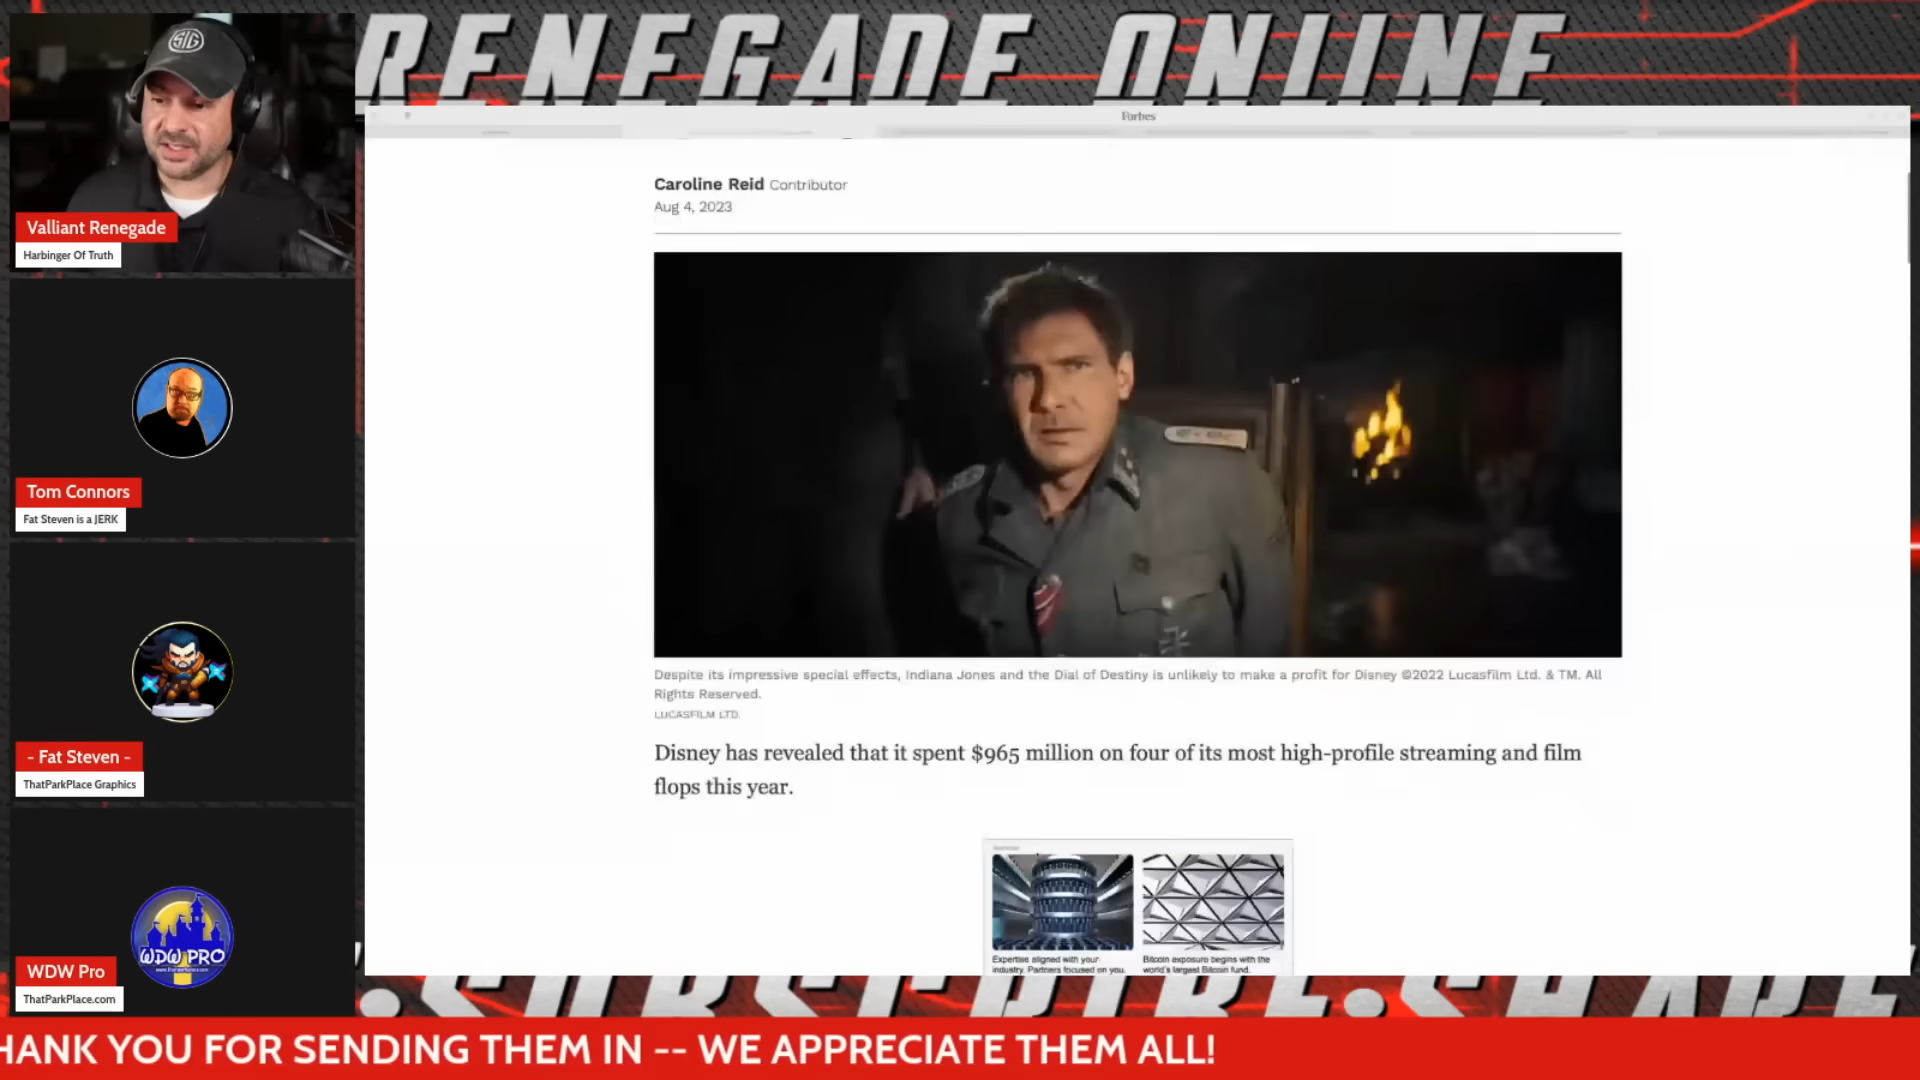 RENEGADE ONLINE
SIG
Valliant Renegade
Harbinger Of Truth
Tom Connors
Fat Steven is a JERK
- Fat Steven -
ThatParkPlace Graphics
WDW PRO
WDW Pro
ThatParkPlace.com
Forbes
Caroline Reid Contributor
Aug 4, 2023
Despite its impressive special effects, Indiana Jones and the Dial of Destiny is unlikely to make a profit for Disney ©2022 Lucasfilm Ltd. & TM. All
Rights Reserved.
LUCASFILM LTD.
Disney has revealed that it spent $965 million on four of its most high-profile streaming and film
flops this year.
Expertise aligned with your
industry. Partners focused on you.
Bitcoin exposure begins with the
world's largest Bitcoin fund.
SUBSCRIBE•SHARE
HANK YOU FOR SENDING THEM IN -- WE APPRECIATE THEM ALL!